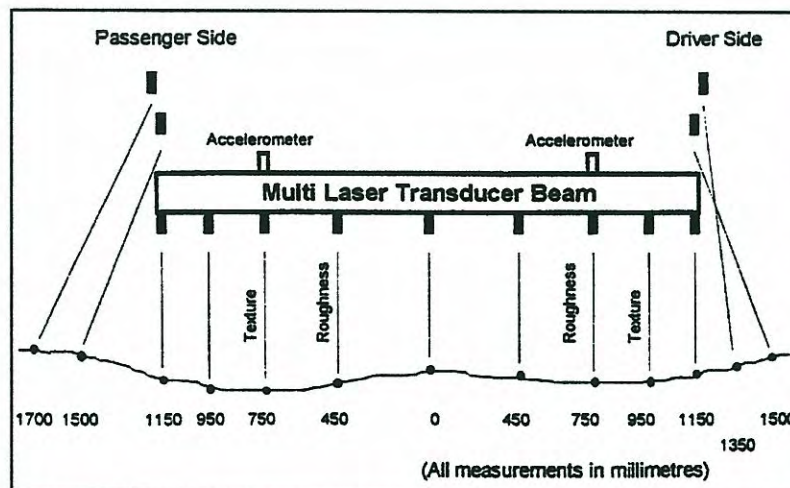 Passenger Side
Driver Side
Accelerometer
Accelerometer
Multi Laser Transducer Beam
Texture
Roughness
Roughness
Texture
1700 1500 1150 950 750 450 0 450 750 950 1150 1500
1350
(All measurements in millimetres)